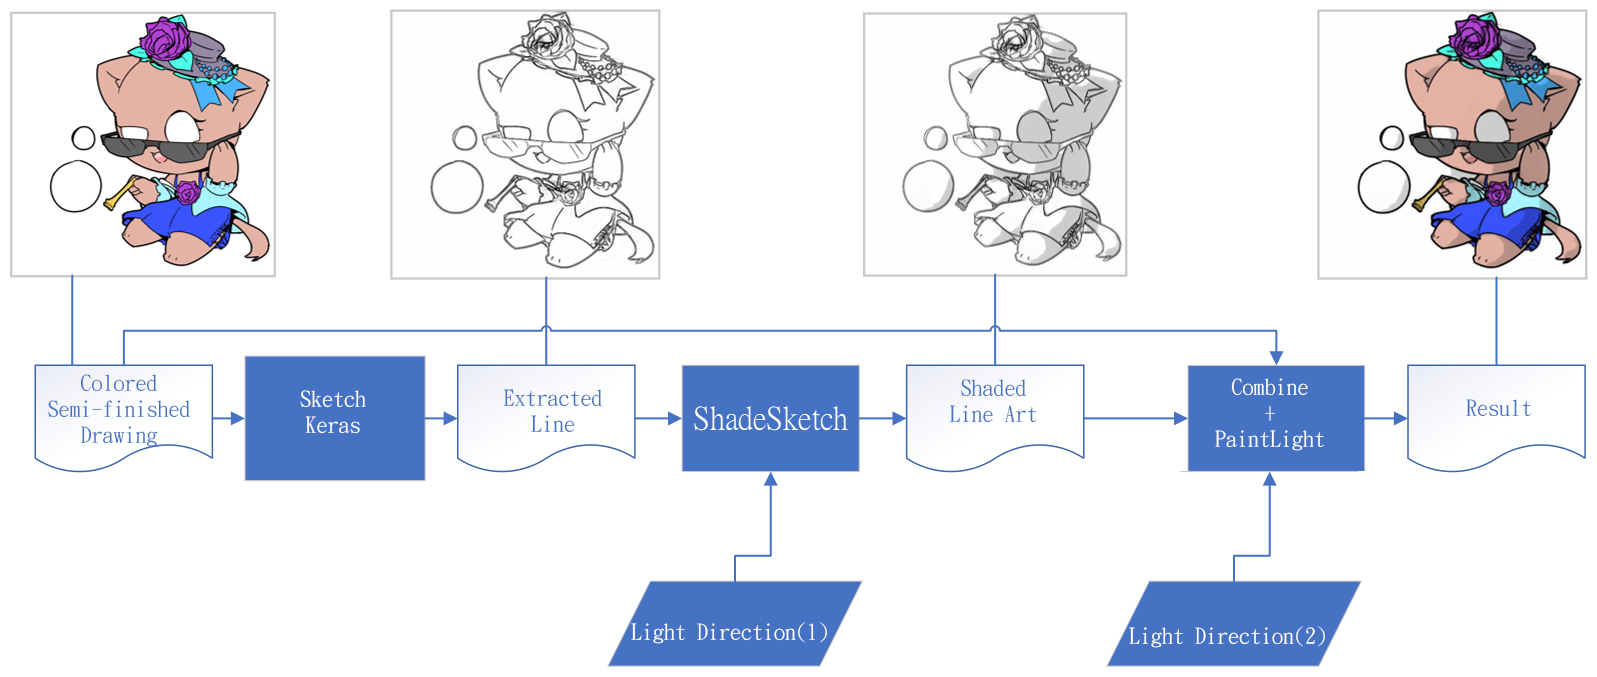 Colored
Semi-finished
Drawing
Sketch
Keras
Extracted
Line
ShadeSketch
Shaded
Line Art
Combine
+
PaintLight
Result
Light Direction(1)
Light Direction(2)